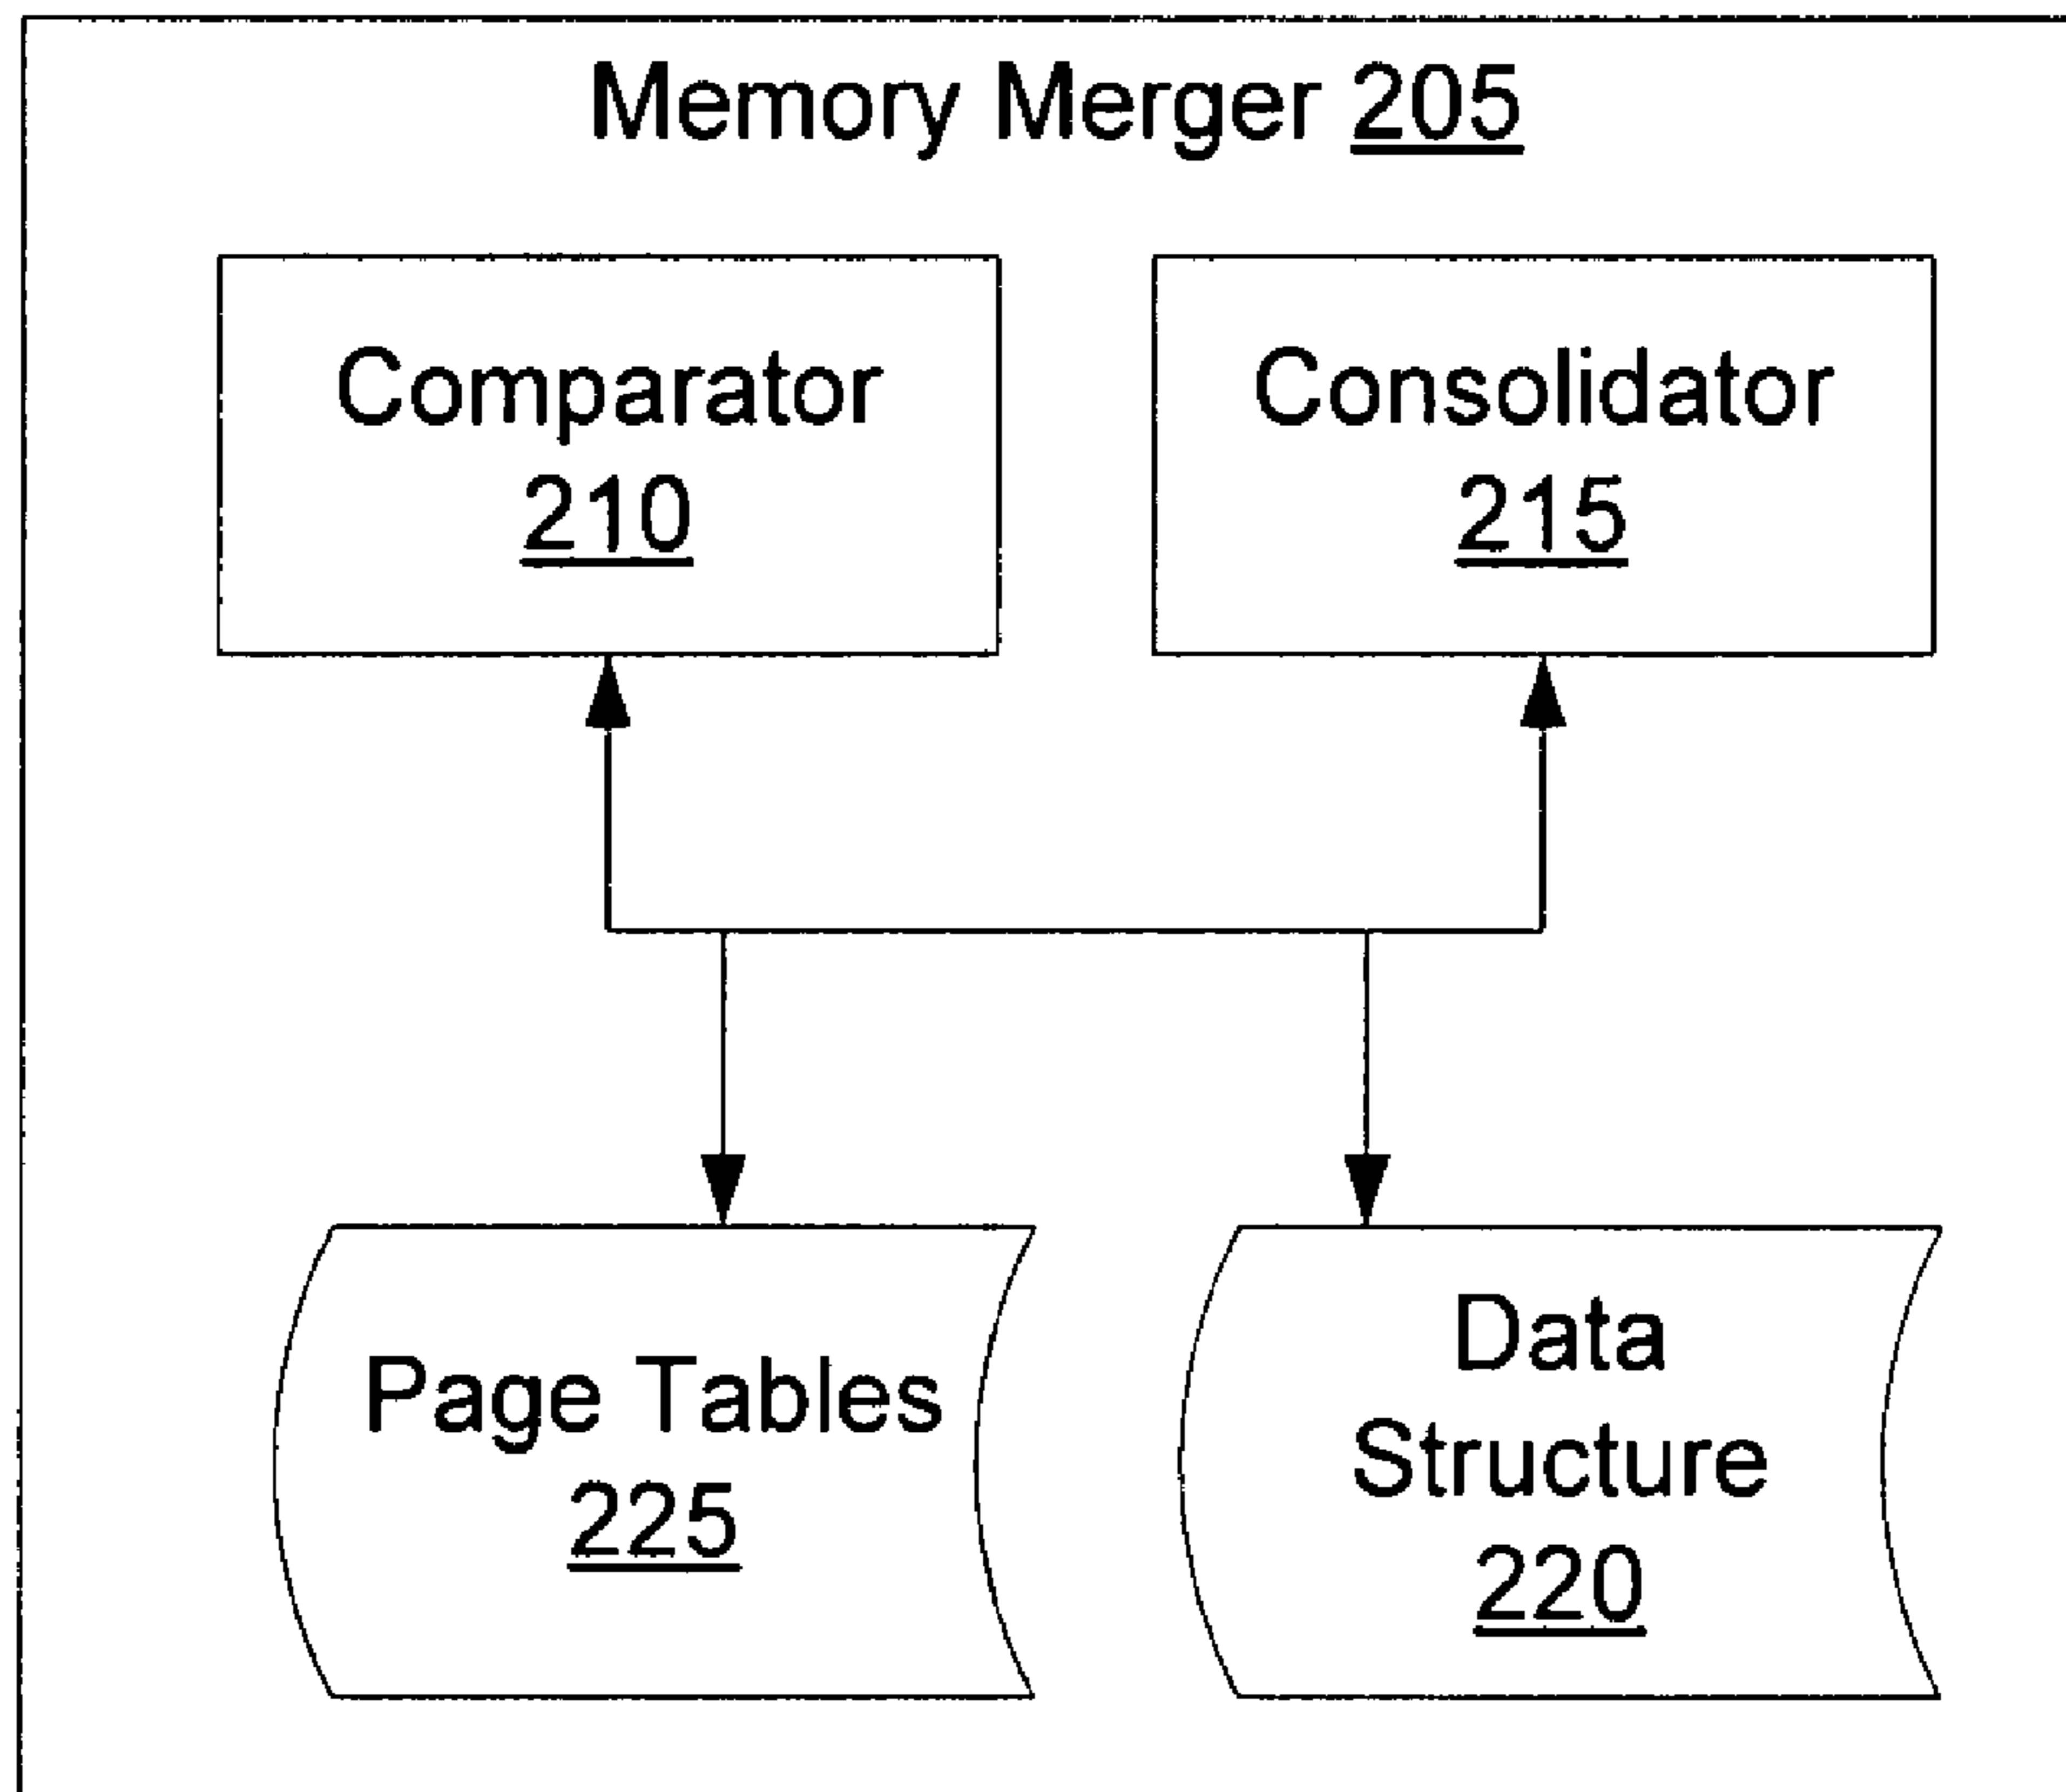 Memory Merger 205
Comparator
210
Consolidator
215
Page Tables
225
Data
Structure
220